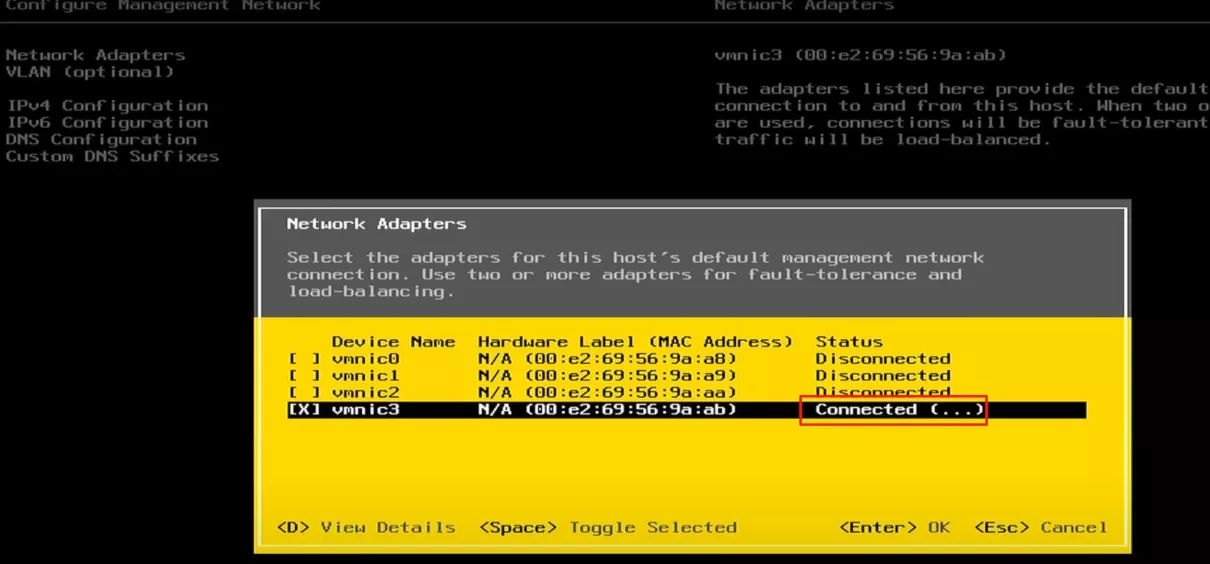 Configure Management Network
Network Adapters
Network Adapters
VLAN (optional)
IPv4 Configuration
IPv6 Configuration
DNS Configuration
Custom DNS Suffixes
vmnic3 (00:e2:69:56:9a:ab)
The adapters listed here provide the default
connection to and from this host. When two o
are used, connections will be fault-tolerant
traffic will be load-balanced.
Network Adapters
Select the adapters for this host's default management network
connection. Use two or more adapters for fault-tolerance and
load-balancing.
Device Name Hardware Label (MAC Address) Status
[ ] vmnic0 N/A (00:e2:69:56:9a:a8) Disconnected
[ ] vmnic1 N/A (00:e2:69:56:9a:a9) Disconnected
[ ] vmnic2 N/A (00:e2:69:56:9a:aa) Disconnected
[X] vmnic3 N/A (00:e2:69:56:9a:ab) Connected (...)
<D> View Details <Space> Toggle Selected <Enter> OK <Esc> Cancel